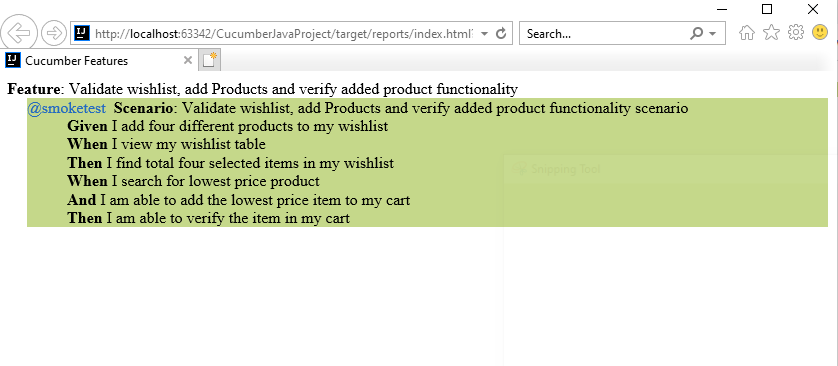 http://localhost:63342/CucumberJavaProject/target/reports/index.html?
Search...
Cucumber Features
Feature: Validate wishlist, add Products and verify added product functionality
@smoketest Scenario: Validate wishlist, add Products and verify added product functionality scenario
Given I add four different products to my wishlist
When I view my wishlist table
Then I find total four selected items in my wishlist
Snipping Tool
When I search for lowest price product
And I am able to add the lowest price item to my cart
Then I am able to verify the item in my cart